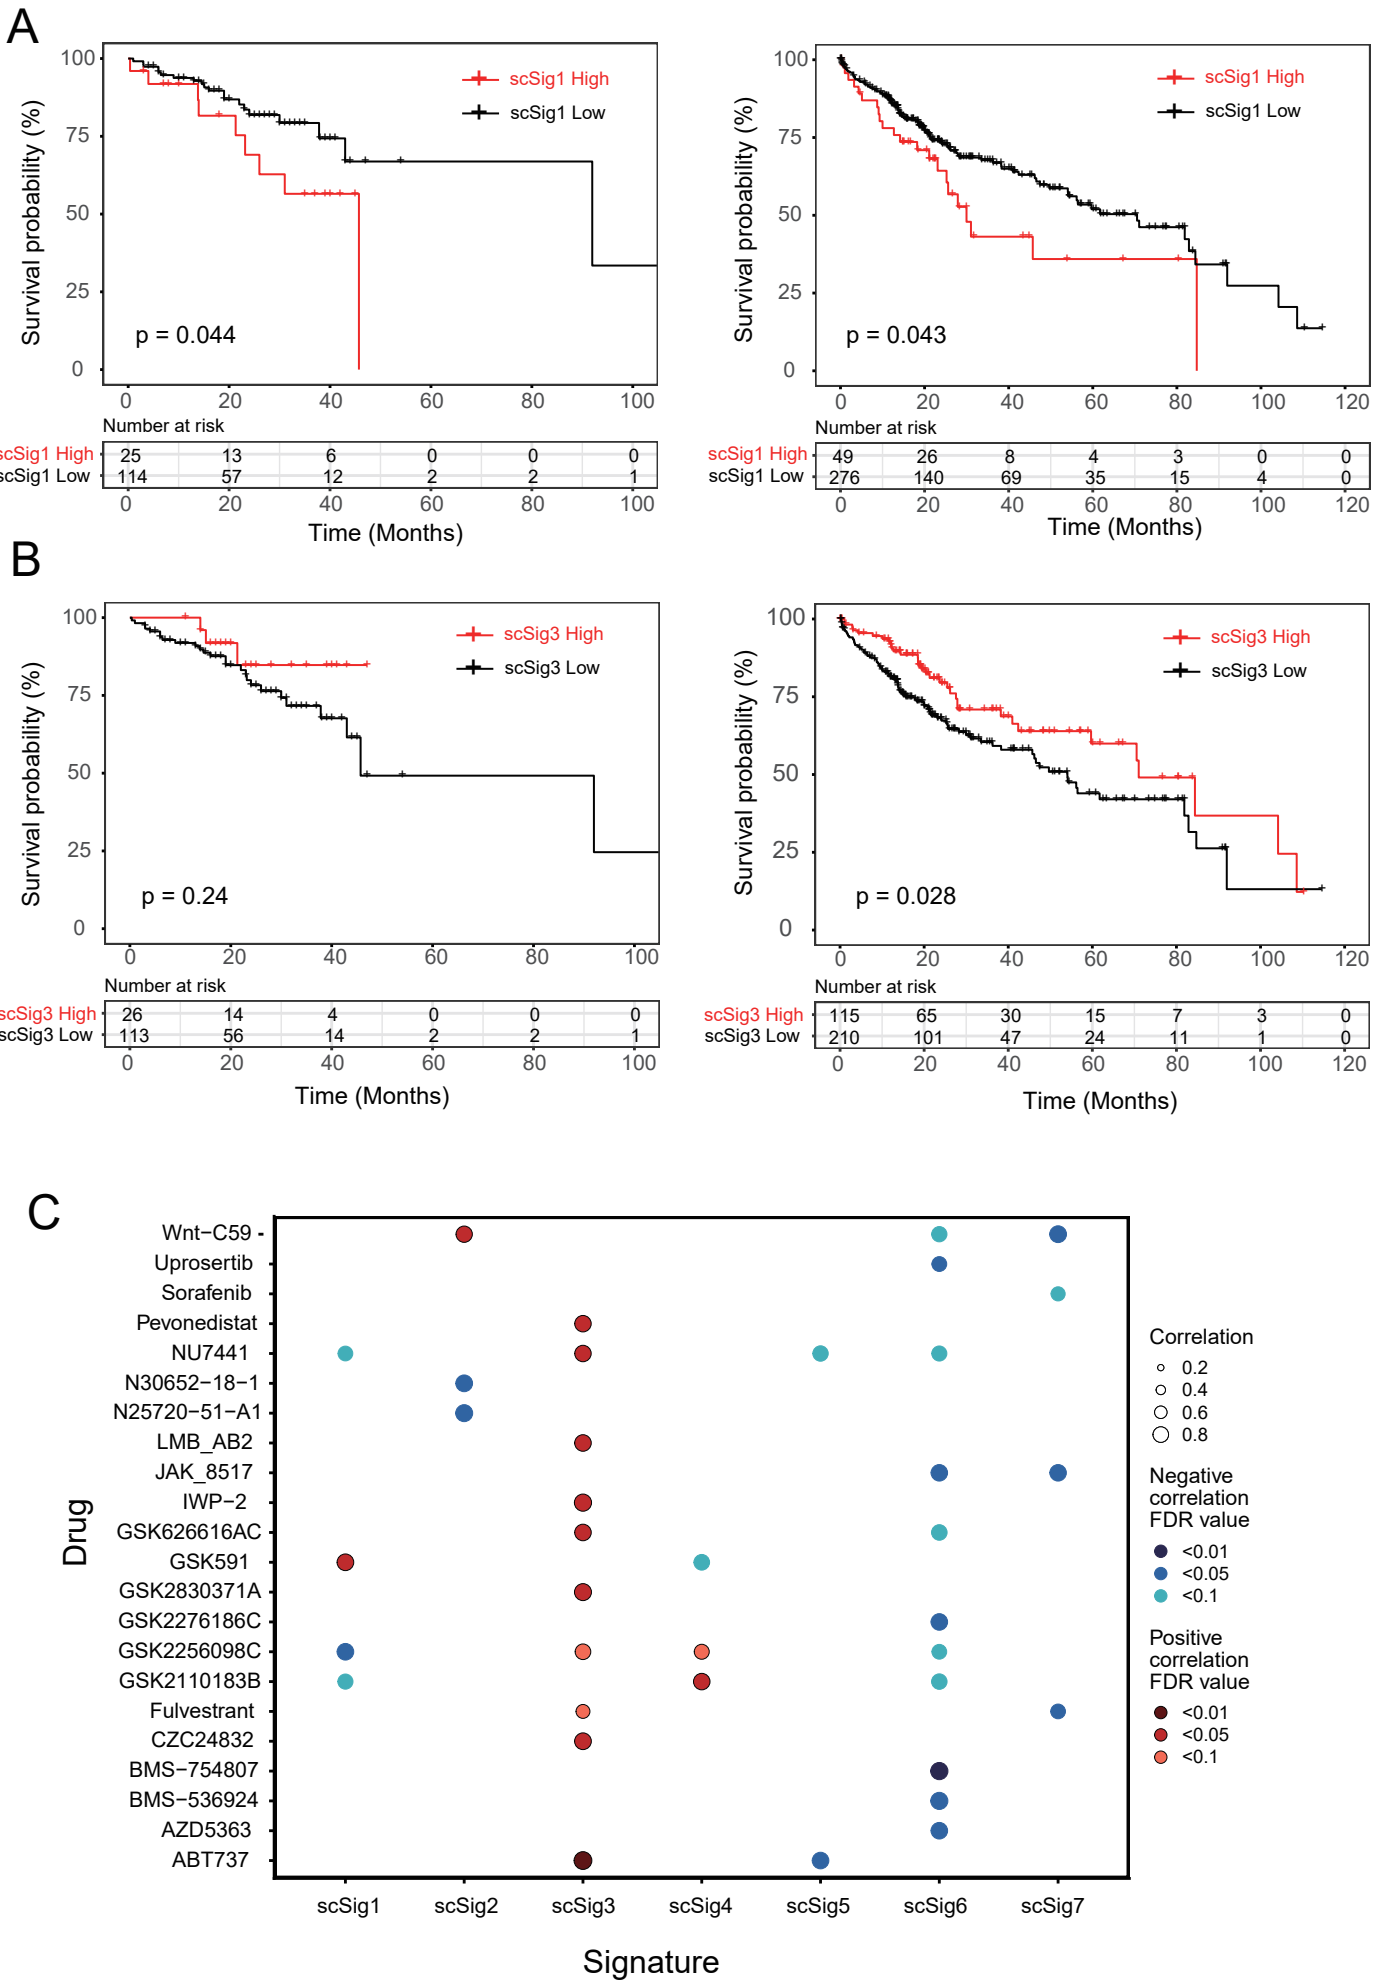 A
100
75
50
25
0
Survival probability (%)
scSig1 High
scSig1 Low
p = 0.044
0 20 40 60 80 100
Number at risk
scSig1 High 25 13 6 0 0 0
scSig1 Low 114 57 12 2 2 1
0 20 40 60 80 100
Time (Months)
100
75
50
25
0
Survival probability (%)
scSig1 High
scSig1 Low
p = 0.043
0 20 40 60 80 100 120
Number at risk
scSig1 High 49 26 8 4 3 0 0
scSig1 Low 276 140 69 35 15 4 0
0 20 40 60 80 100 120
Time (Months)
B
100
75
50
25
0
Survival probability (%)
scSig3 High
scSig3 Low
p = 0.24
0 20 40 60 80 100
Number at risk
scSig3 High 26 14 4 0 0 0
scSig3 Low 113 56 14 2 2 1
0 20 40 60 80 100
Time (Months)
100
75
50
25
0
Survival probability (%)
scSig3 High
scSig3 Low
p = 0.028
0 20 40 60 80 100 120
Number at risk
scSig3 High 115 65 30 15 7 3 0
scSig3 Low 210 101 47 24 11 1 0
0 20 40 60 80 100 120
Time (Months)
C
Drug
Wnt−C59
Uprosertib
Sorafenib
Pevonedistat
NU7441
N30652−18−1
N25720−51−A1
LMB_AB2
JAK_8517
IWP−2
GSK626616AC
GSK591
GSK2830371A
GSK2276186C
GSK2256098C
GSK2110183B
Fulvestrant
CZC24832
BMS−754807
BMS−536924
AZD5363
ABT737
scSig1 scSig2 scSig3 scSig4 scSig5 scSig6 scSig7
Signature
Correlation
0.2
0.4
0.6
0.8
Negative
correlation
FDR value
<0.01
<0.05
<0.1
Positive
correlation
FDR value
<0.01
<0.05
<0.1